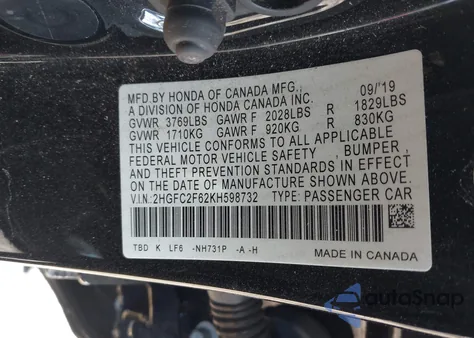 MFD.BY HONDA OF CANADA MFG., 09/'19
A DIVISION OF HONDA CANADA INC.
GVWR 3769LBS GAWR F 2028LBS R 1829LBS
GVWR 1710KG GAWR F 920KG R 830KG
THIS VEHICLE CONFORMS TO ALL APPLICABLE
FEDERAL MOTOR VEHICLE SAFETY , BUMPER ,
AND THEFT PREVENTION STANDARDS IN EFFECT
ON THE DATE OF MANUFACTURE SHOWN ABOVE.
V.I.N.:2HGFC2F62KH598732 TYPE: PASSENGER CAR
TBD K LF6 -NH731P -A -H
MADE IN CANADA
autoSnap